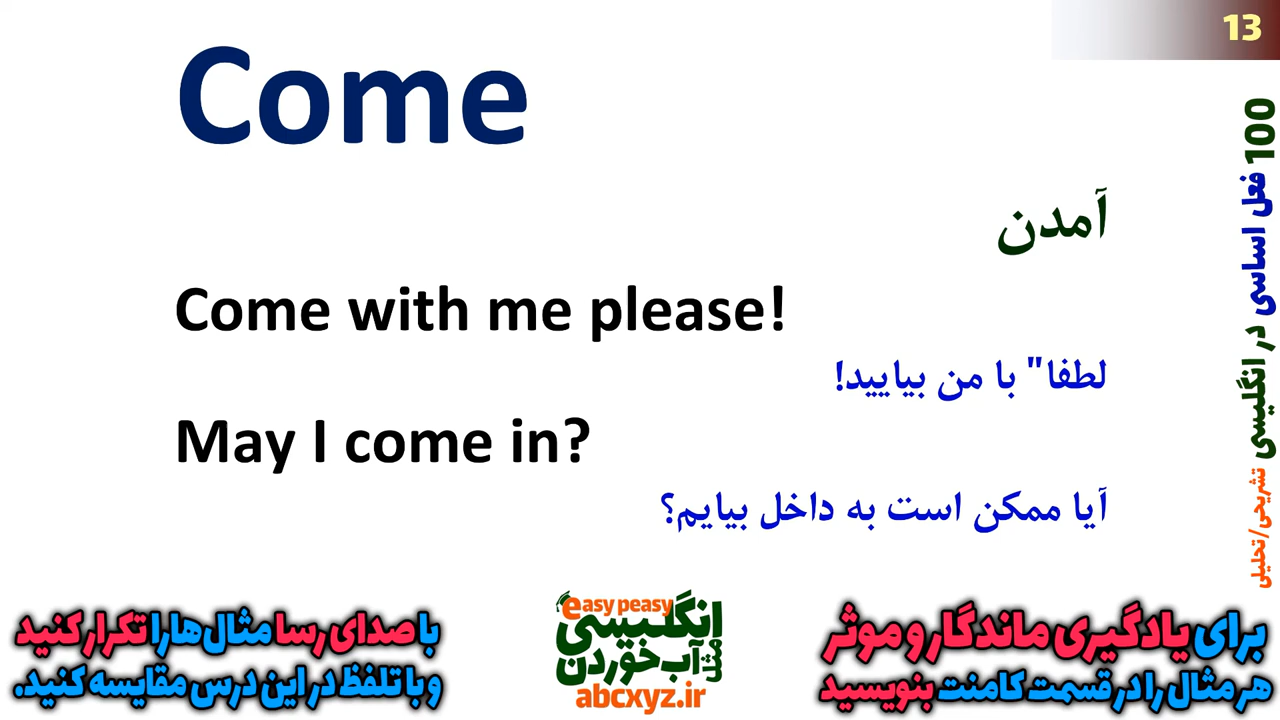 13
Come
آمدن
Come with me please!
لطفا" با من بیایید!
May I come in?
آیا ممکن است به داخل بیایم؟
100 فعل اساسی در انگلیسی تشریحی/تحلیلی
برای یادگیری ماندگار و موثر
هر مثال را در قسمت کامنت بنویسید
easy peasy
انگلیسی
مثل آب خوردن
abcxyz.ir
با صدای رسا مثال‌ها را تکرار کنید
و با تلفظ در این درس مقایسه کنید.